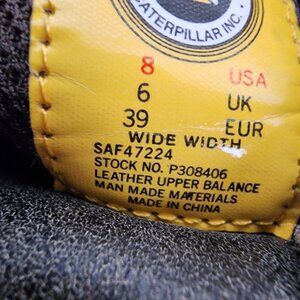 CATERPILLAR INC.
8 USA
6 UK
39 EUR
WIDE WIDTH
SAF47224
STOCK NO. P308406
LEATHER UPPER BALANCE
MAN MADE MATERIALS
MADE IN CHINA